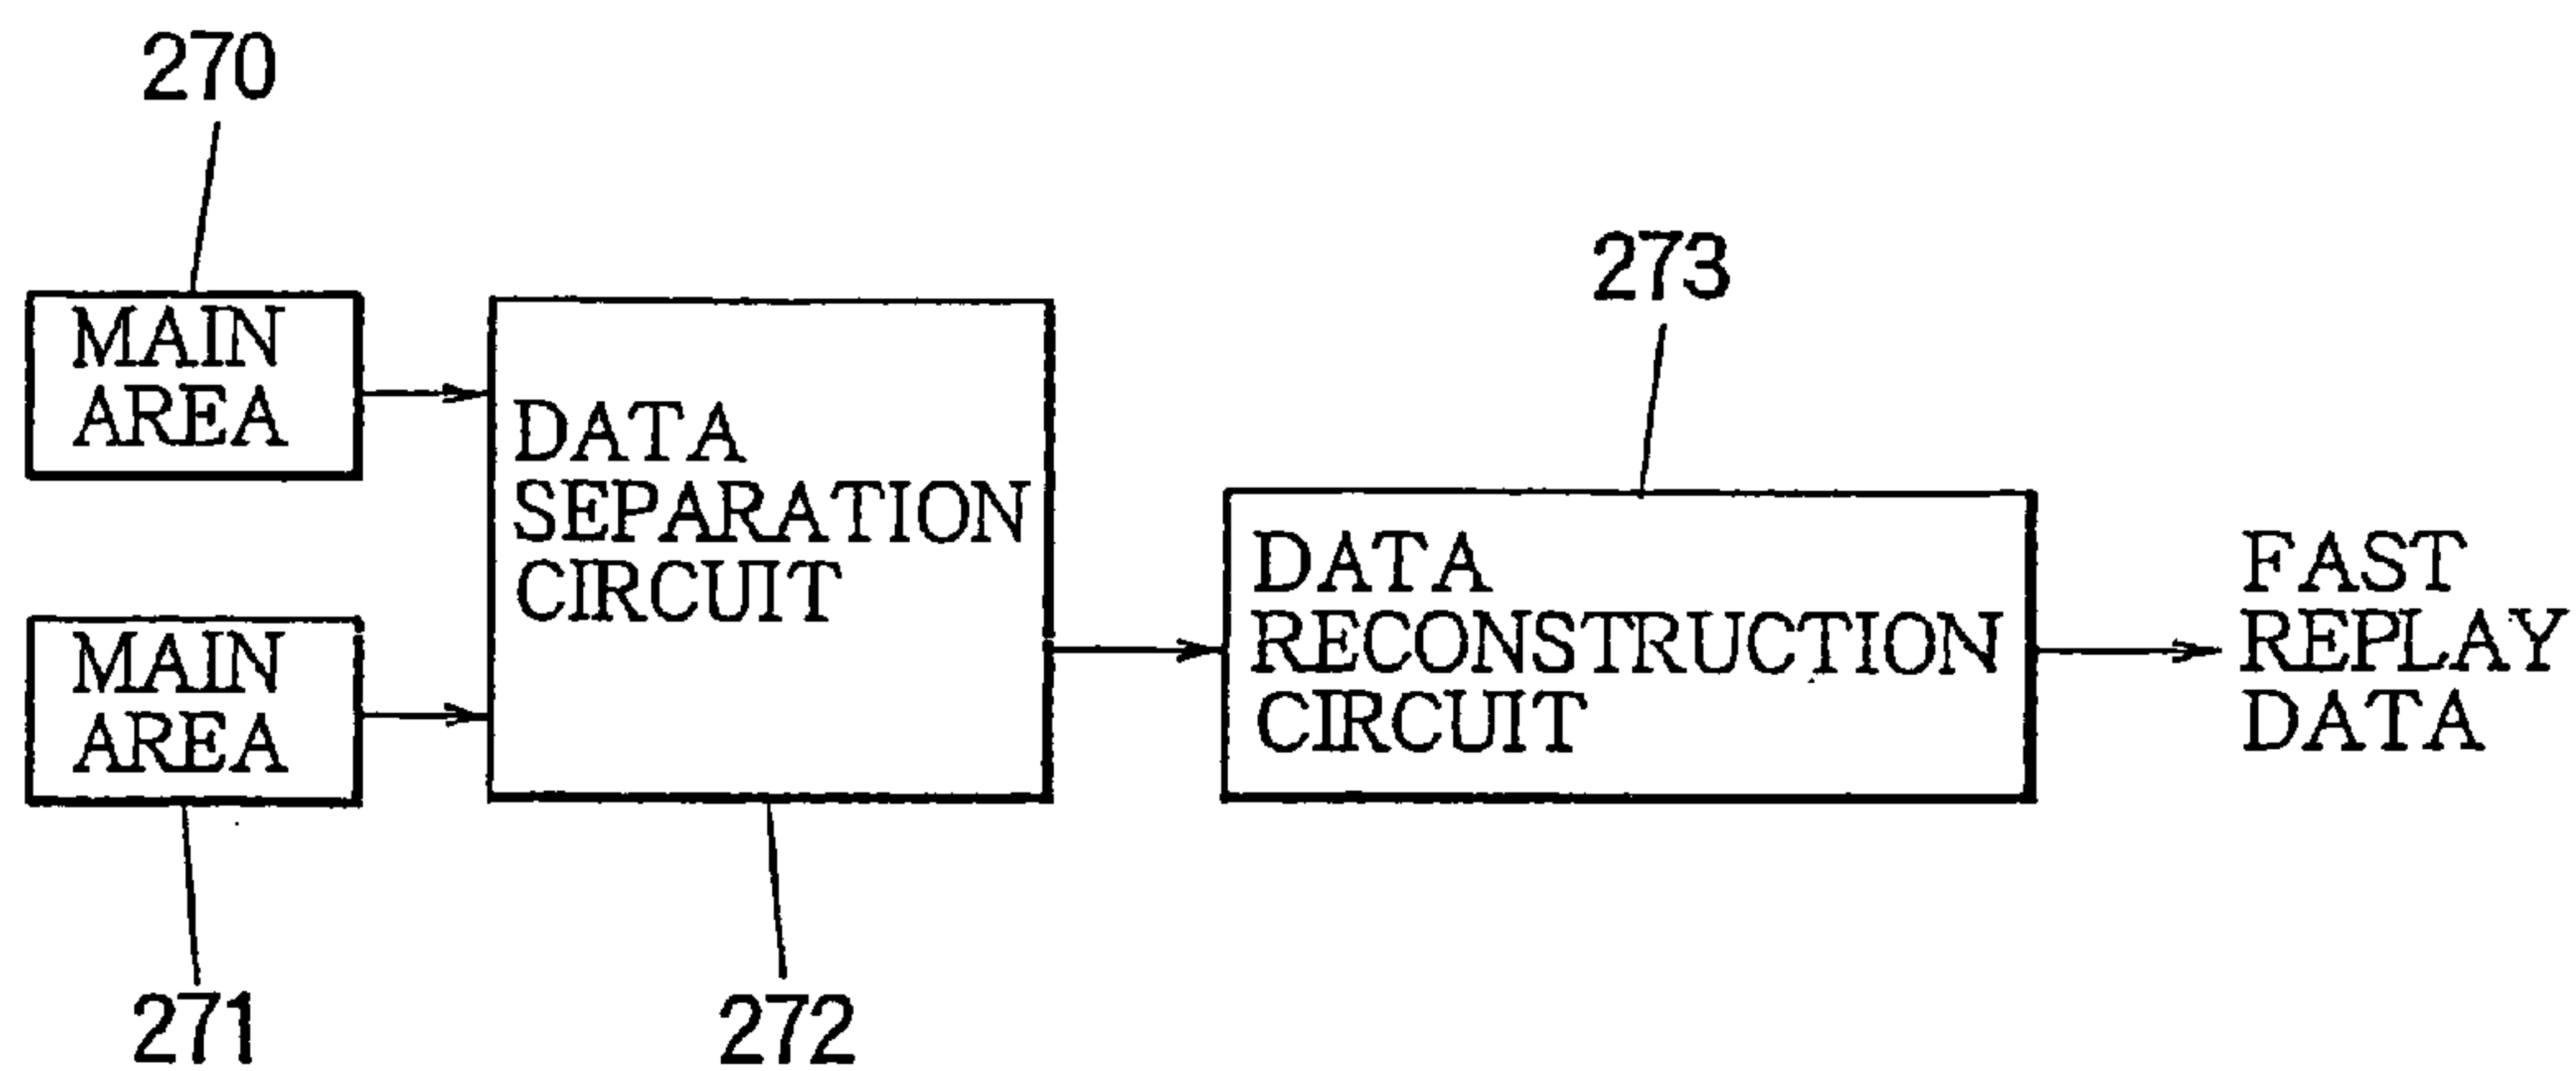 270
MAIN
AREA
DATA
SEPARATION
CIRCUIT
MAIN
AREA
271
272
273
DATA
RECONSTRUCTION
CIRCUIT
FAST
REPLAY
DATA